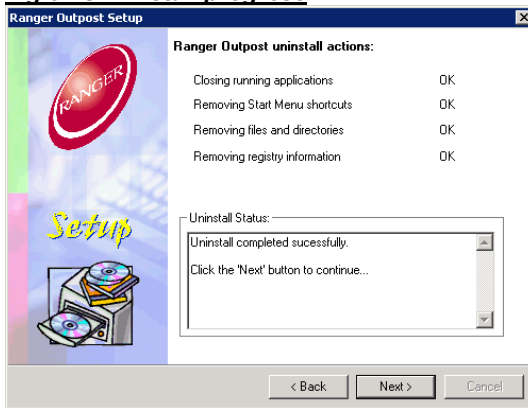 Ranger Outpost Setup
Ranger Outpost uninstall actions:
Closing running applications OK
Removing Start Menu shortcuts OK
Removing files and directories OK
Removing registry information OK
RANGER
Setup
Uninstall Status:
Uninstall completed sucessfully.
Click the 'Next' button to continue...
< Back Next > Cancel